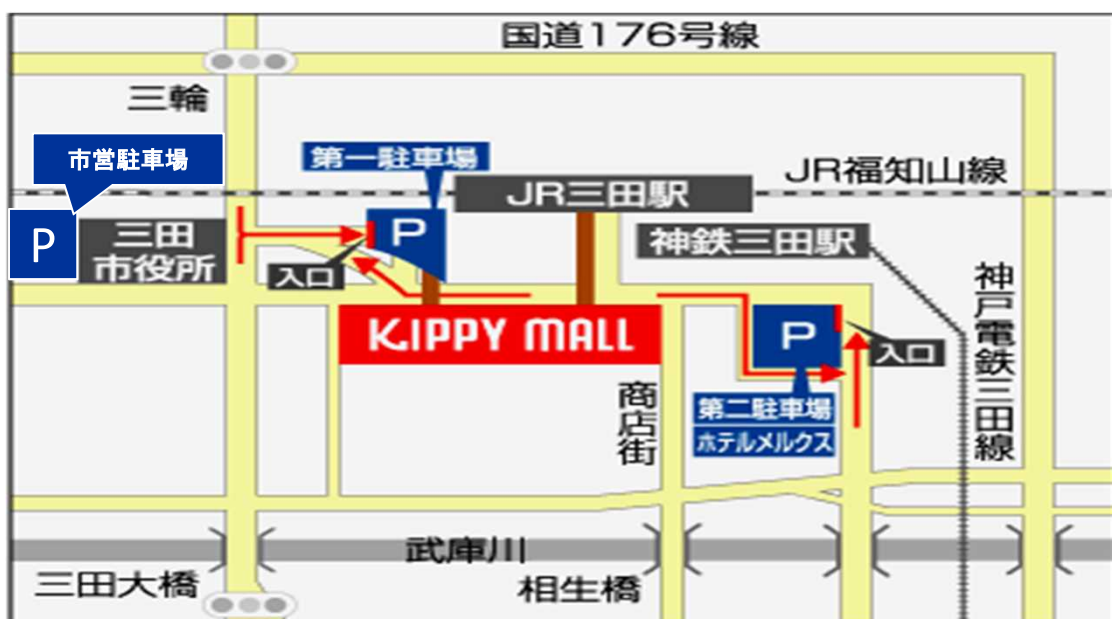 国道176号線
三輪
市営駐車場
第一駐車場
JR福知山線
JR三田駅
P
P
三田
市役所
神鉄三田駅
入口
神戸電鉄三田線
KIPPY MALL
P
入口
商店街
第二駐車場
ホテルメルクス
武庫川
三田大橋
相生橋